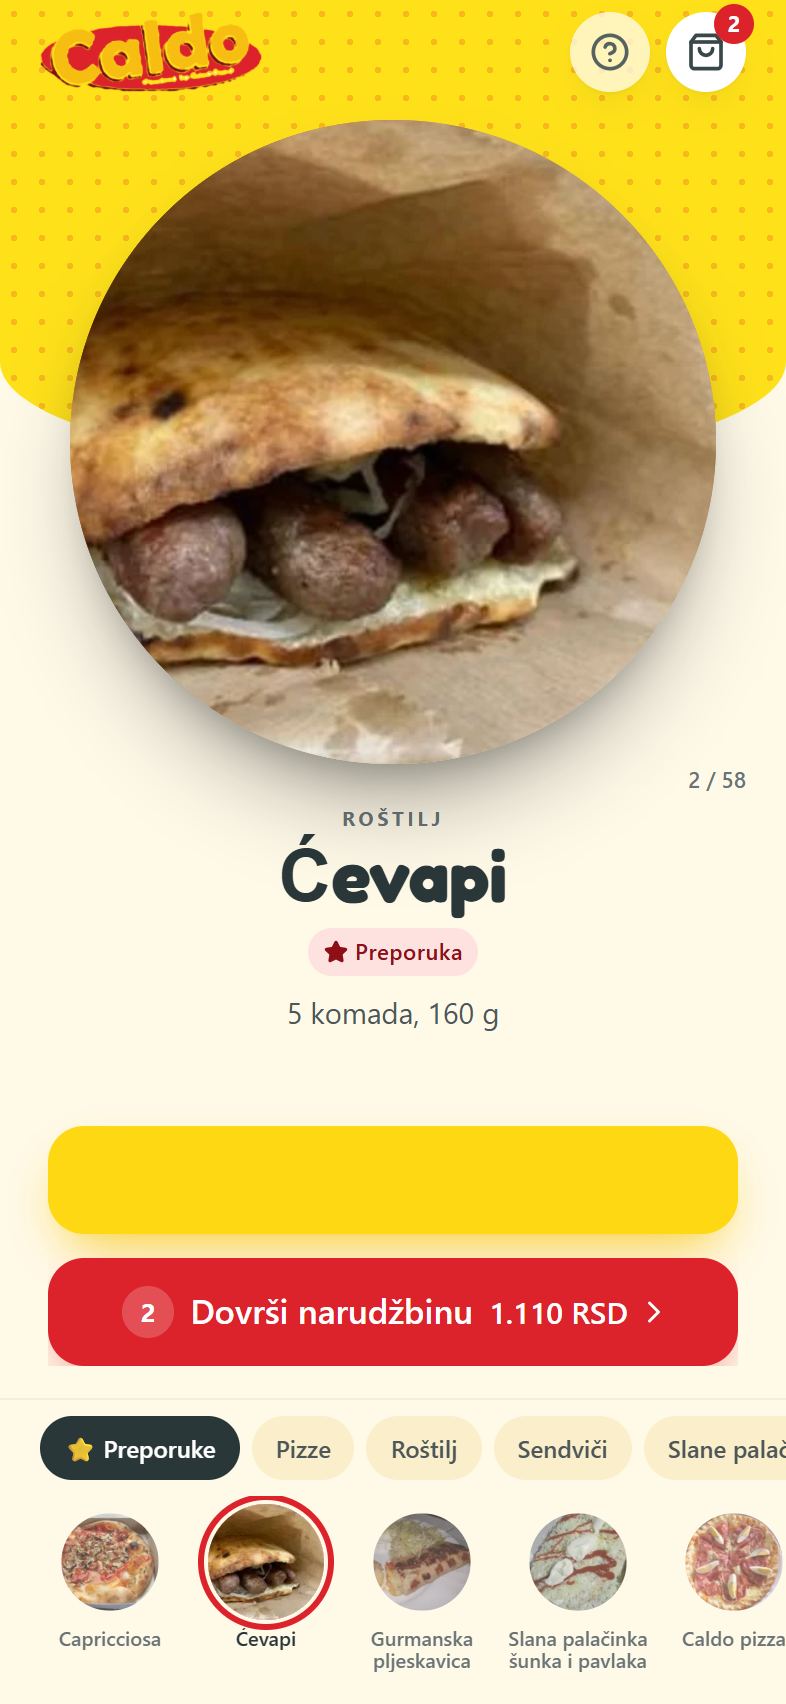 Caldo
2
2 / 58
ROŠTILJ
Ćevapi
Preporuka
5 komada, 160 g
2 Dovrši narudžbinu 1.110 RSD
Preporuke Pizze Roštilj Sendviči Slane palač
Capricciosa Ćevapi Gurmanska pljeskavica Slana palačinka šunka i pavlaka Caldo pizza